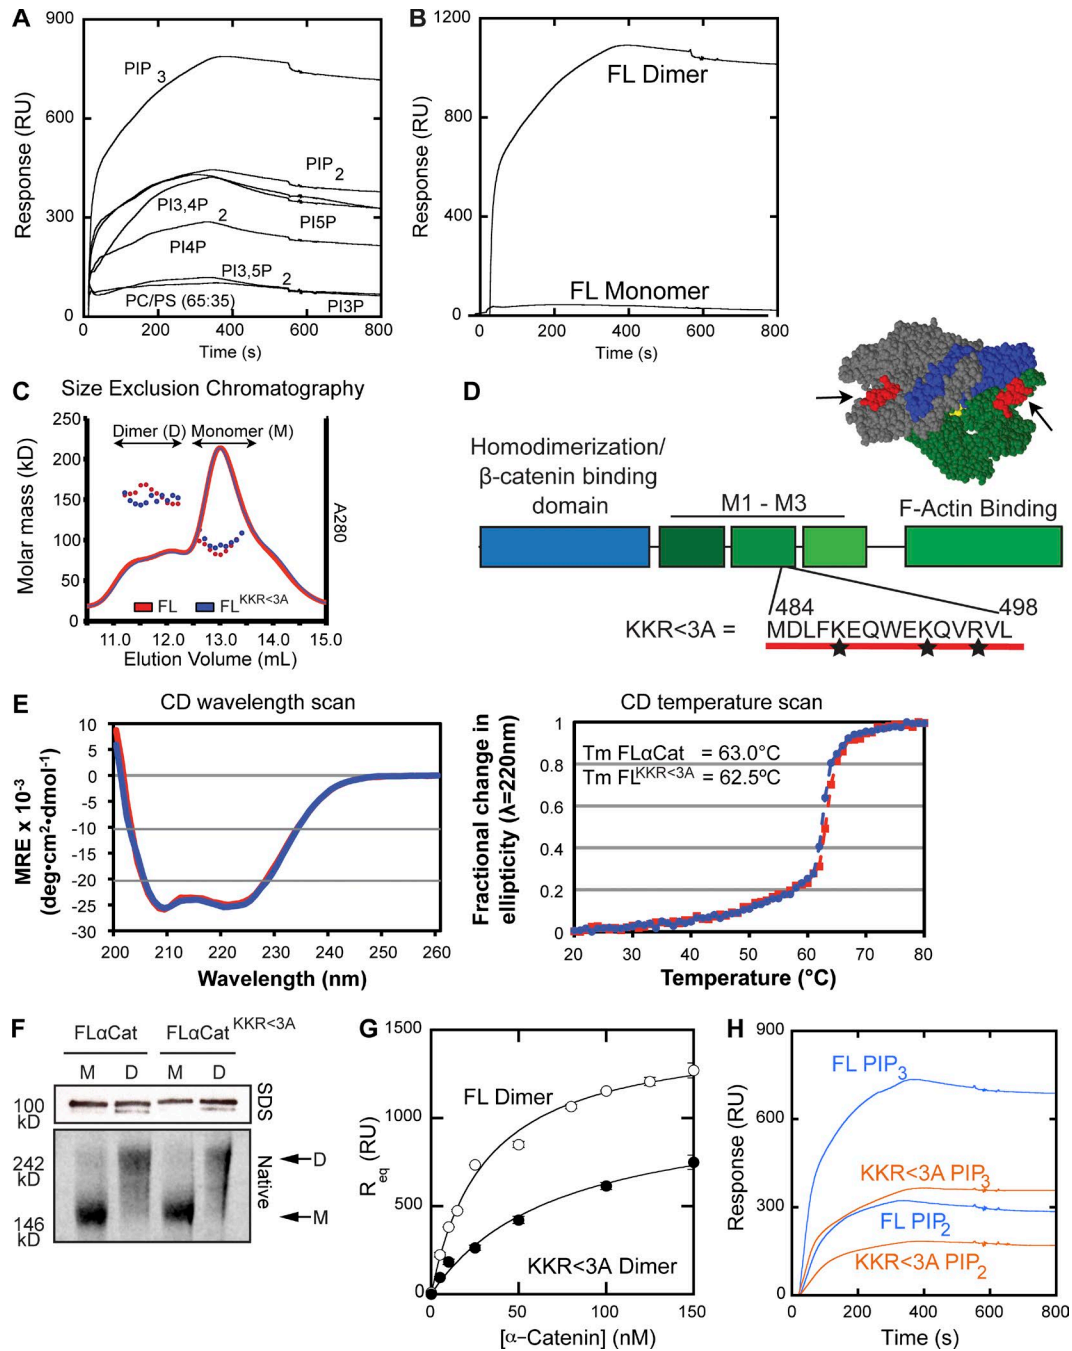 A
900
600
300
0
Response (RU)
PIP3
PIP2
PI3,4P2
PI5P
PI4P
PI3,5P2
PC/PS (65:35)
PI3P
0 200 400 600 800
Time (s)
B
1200
800
400
0
Response (RU)
FL Dimer
FL Monomer
0 200 400 600 800
Time (s)
C
Size Exclusion Chromatography
250
200
150
100
50
0
Molar mass (kD)
Dimer (D) Monomer (M)
A280
FL FL KKR<3A
11.0 12.0 13.0 14.0 15.0
Elution Volume (mL)
D
Homodimerization/
β-catenin binding
domain
M1 - M3
F-Actin Binding
484 498
KKR<3A = MDLFKEQWEKQVRVL
E
CD wavelength scan
10
5
0
-5
-10
-15
-20
-25
-30
MRE x 10-3
(deg•cm2•dmol-1)
200 210 220 230 240 250 260
Wavelength (nm)
CD temperature scan
1
0.8
0.6
0.4
0.2
0
Fractional change in
ellipticity (λ=220nm)
Tm FLαCat = 63.0°C
Tm FLKKR<3A = 62.5ºC
20 30 40 50 60 70 80
Temperature (°C)
F
FLαCat FLαCat KKR<3A
M D M D
100
kD
SDS
242
kD
146
kD
Native
D
M
G
1500
1000
500
0
Req (RU)
FL Dimer
KKR<3A Dimer
0 50 100 150
[α-Catenin] (nM)
H
900
600
300
0
Response (RU)
FL PIP3
KKR<3A PIP3
FL PIP2
KKR<3A PIP2
0 200 400 600 800
Time (s)